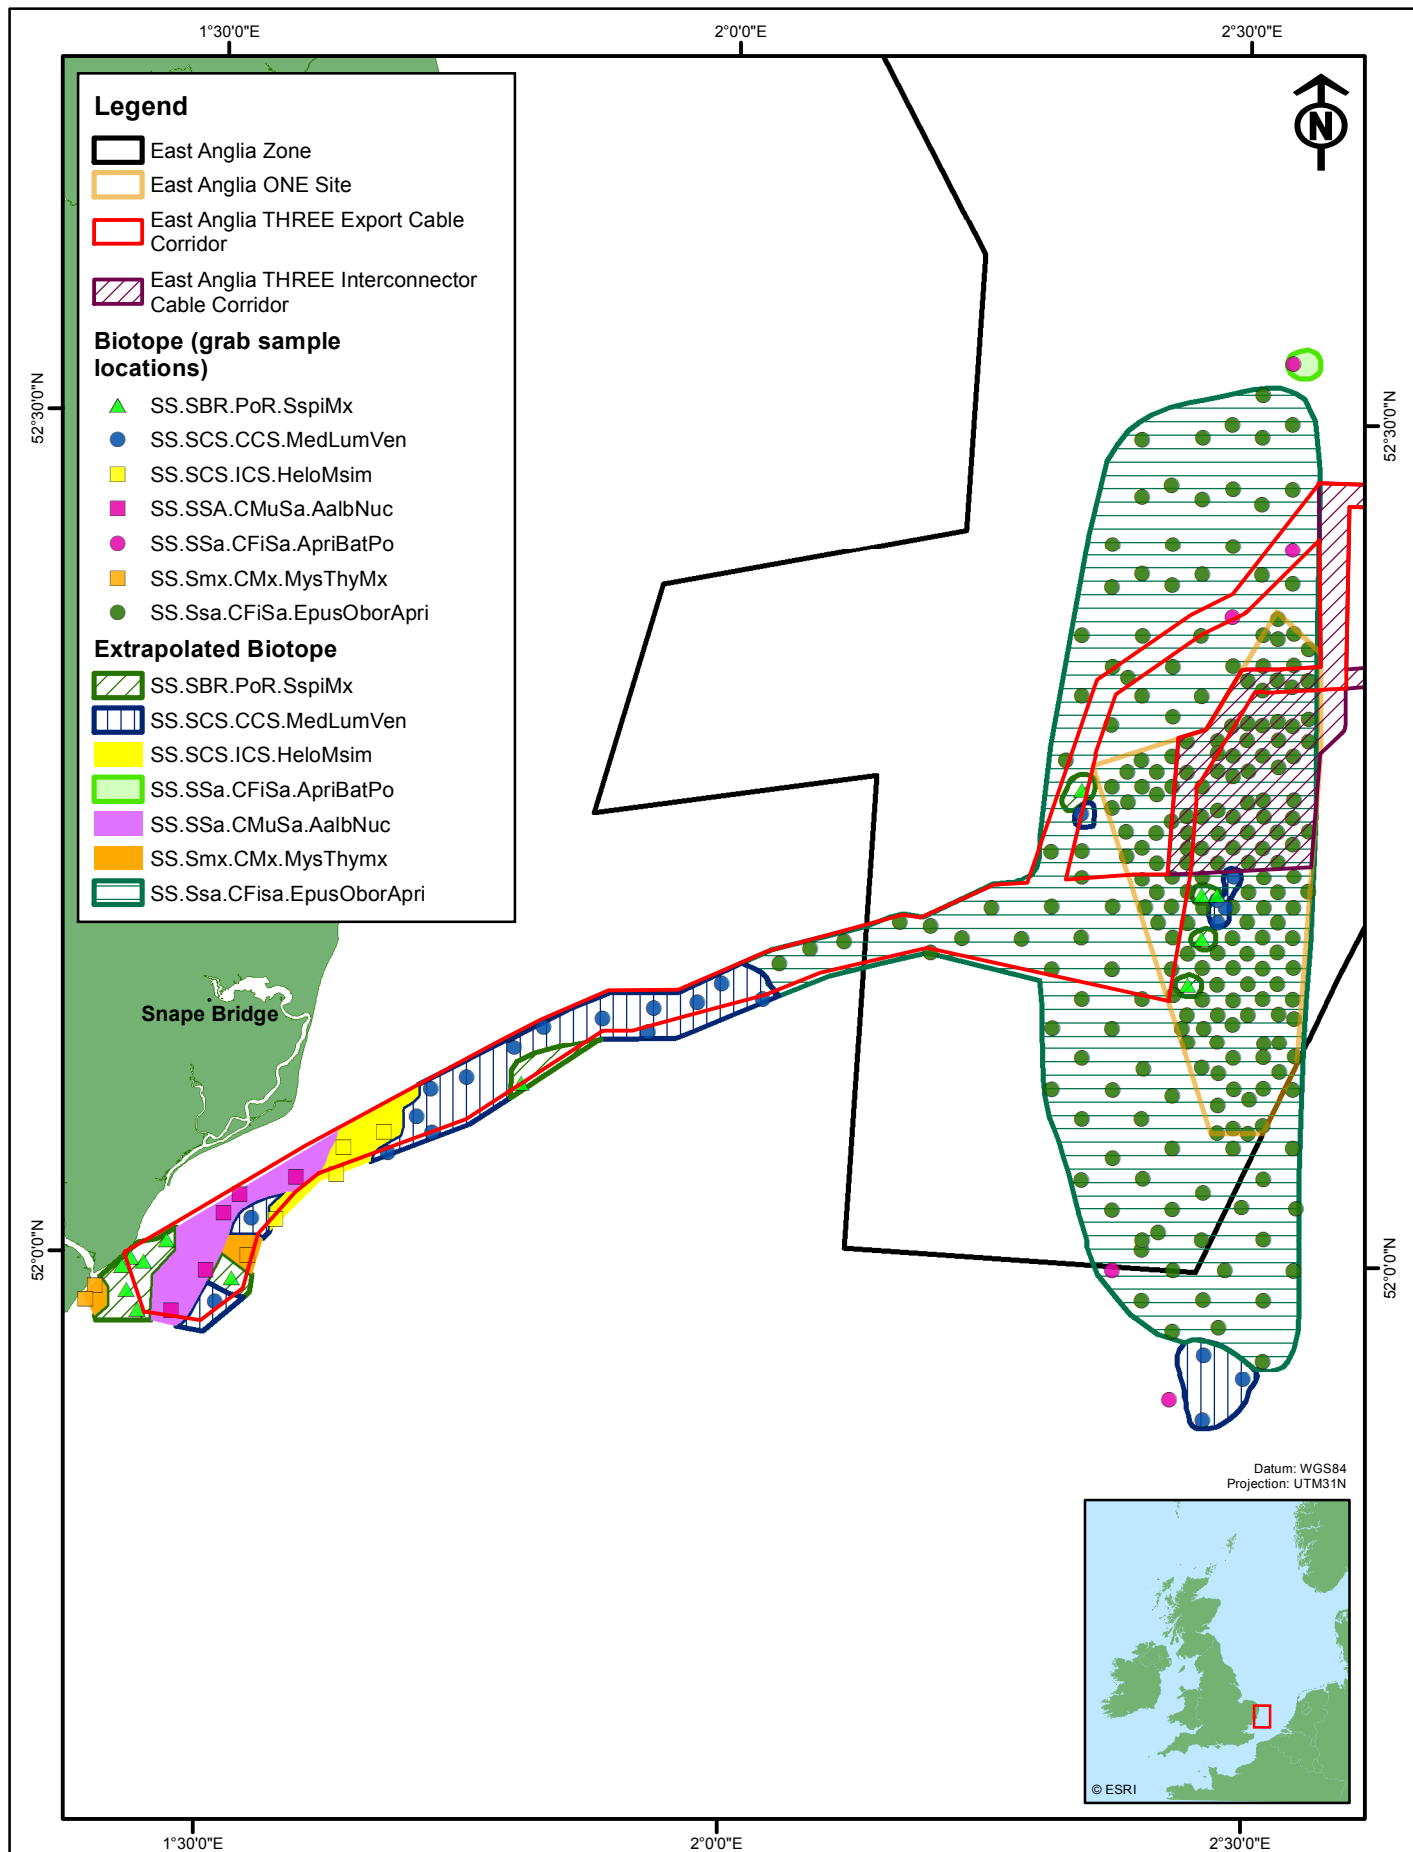 1°30'0"E
2°0'0"E
2°30'0"E
N
Legend
East Anglia Zone
East Anglia ONE Site
East Anglia THREE Export Cable
Corridor
East Anglia THREE Interconnector
Cable Corridor
Biotope (grab sample
locations)
SS.SBR.PoR.SspiMx
SS.SCS.CCS.MedLumVen
SS.SCS.ICS.HeloMsim
SS.SSA.CMuSa.AalbNuc
SS.SSa.CFiSa.ApriBatPo
SS.Smx.CMx.MysThyMx
SS.Ssa.CFiSa.EpusOborApri
Extrapolated Biotope
SS.SBR.PoR.SspiMx
SS.SCS.CCS.MedLumVen
SS.SCS.ICS.HeloMsim
SS.SSa.CFiSa.ApriBatPo
SS.SSa.CMuSa.AalbNuc
SS.Smx.CMx.MysThymx
SS.Ssa.CFisa.EpusOborApri
52°30'0"N
52°30'0"N
Snape Bridge
52°0'0"N
52°0'0"N
Datum: WGS84
Projection: UTM31N
© ESRI
1°30'0"E
2°0'0"E
2°30'0"E